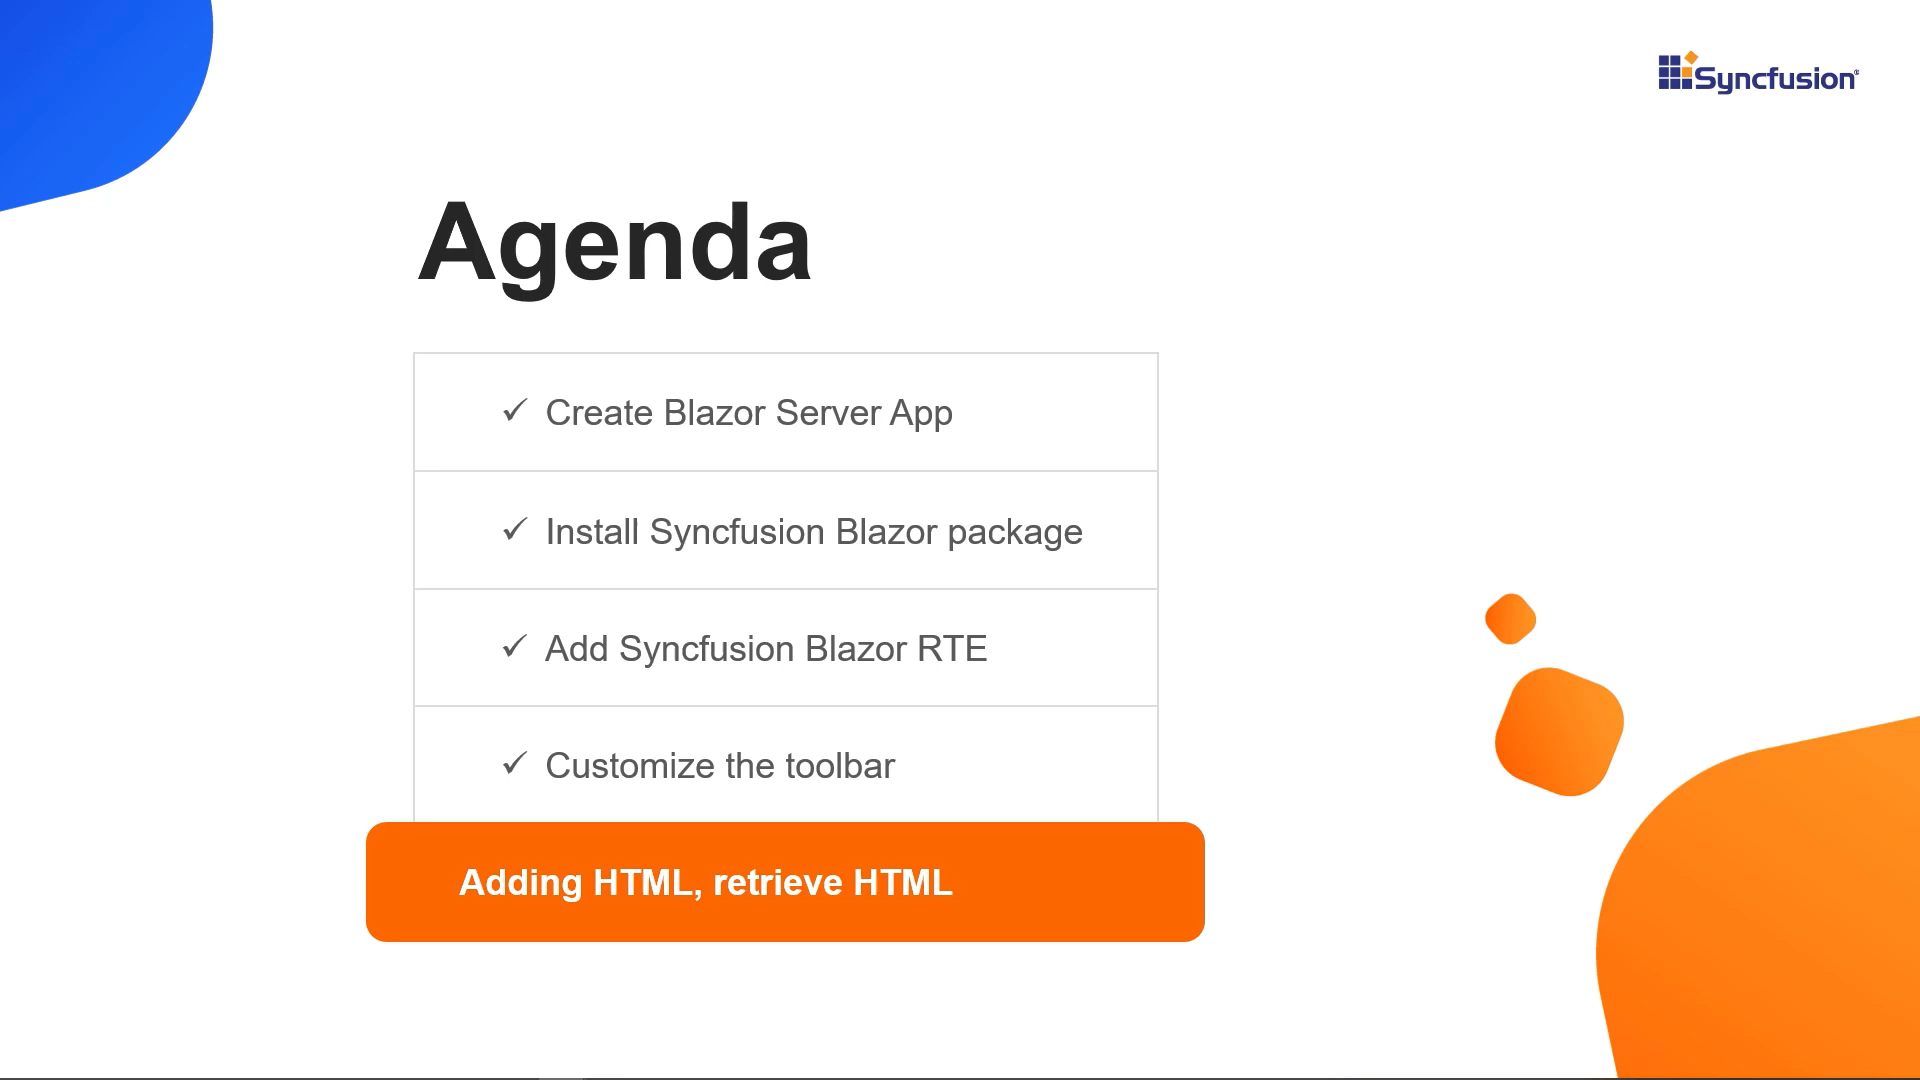 Syncfusion®
Agenda
✓ Create Blazor Server App
✓ Install Syncfusion Blazor package
✓ Add Syncfusion Blazor RTE
✓ Customize the toolbar
Adding HTML, retrieve HTML